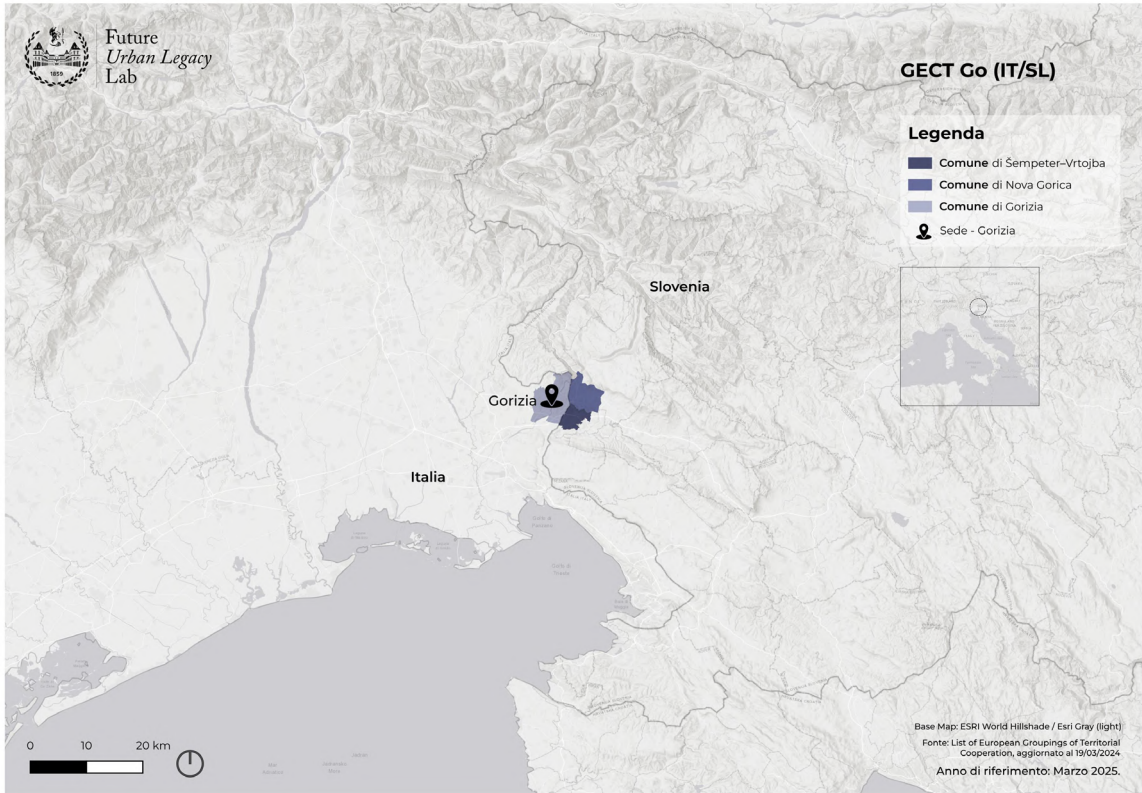 Future
Urban Legacy
Lab
1859
GECT Go (IT/SL)
Legenda
Comune di Šempeter–Vrtojba
Comune di Nova Gorica
Comune di Gorizia
Sede - Gorizia
Slovenia
Gorizia
Italia
0 10 20 km
Base Map: ESRI World Hillshade / Esri Gray (light)
Fonte: List of European Groupings of Territorial
Cooperation, aggiornato al 19/03/2024
Anno di riferimento: Marzo 2025.